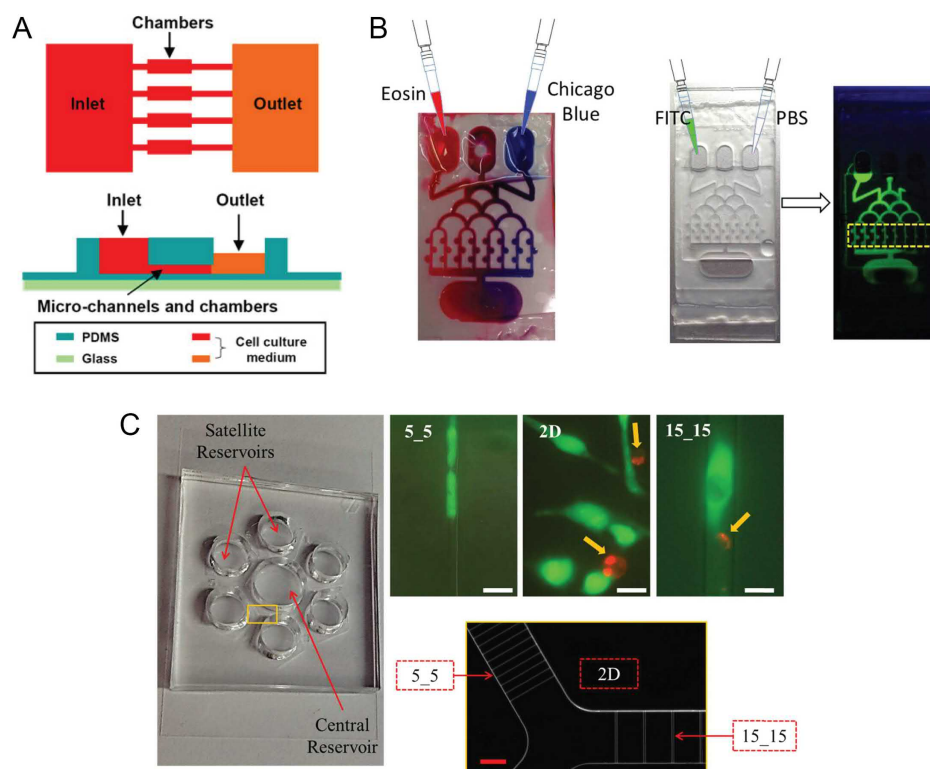 A
Chambers
Inlet
Outlet
Inlet
Outlet
Micro-channels and chambers
PDMS
Glass
Cell culture
medium
B
Eosin
Chicago
Blue
FITC
PBS
C
Satellite
Reservoirs
Central
Reservoir
5_5
2D
15_15
5_5
2D
15_15